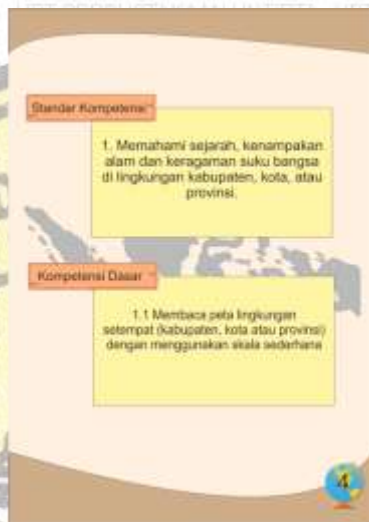 Standar Kompetensi
1. Memahami sejarah, kenampakan
alam dan keragaman suku bangsa
di lingkungan kabupaten, kota, atau
provinsi.
Kompetensi Dasar
1.1 Membaca peta lingkungan
setempat (kabupaten, kota atau provinsi)
dengan menggunakan skala sederhana
4